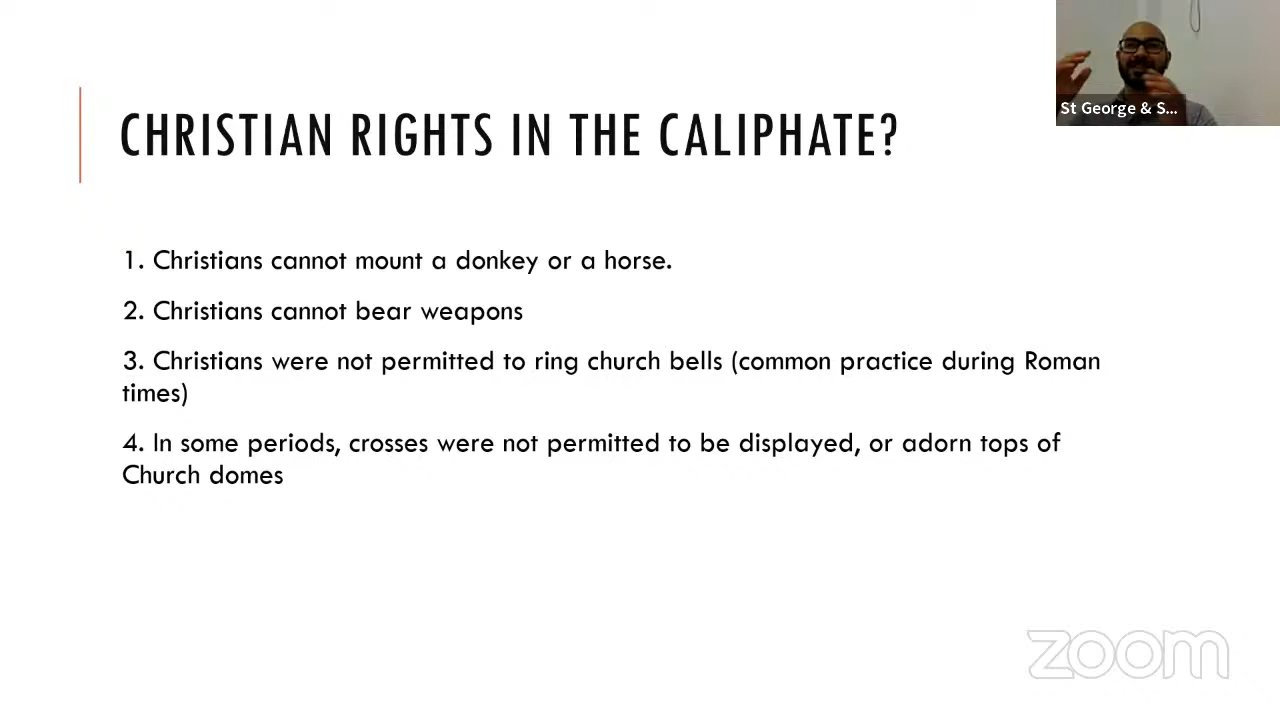 St George & S...
CHRISTIAN RIGHTS IN THE CALIPHATE?
1. Christians cannot mount a donkey or a horse.
2. Christians cannot bear weapons
3. Christians were not permitted to ring church bells (common practice during Roman
times)
4. In some periods, crosses were not permitted to be displayed, or adorn tops of
Church domes
zoom